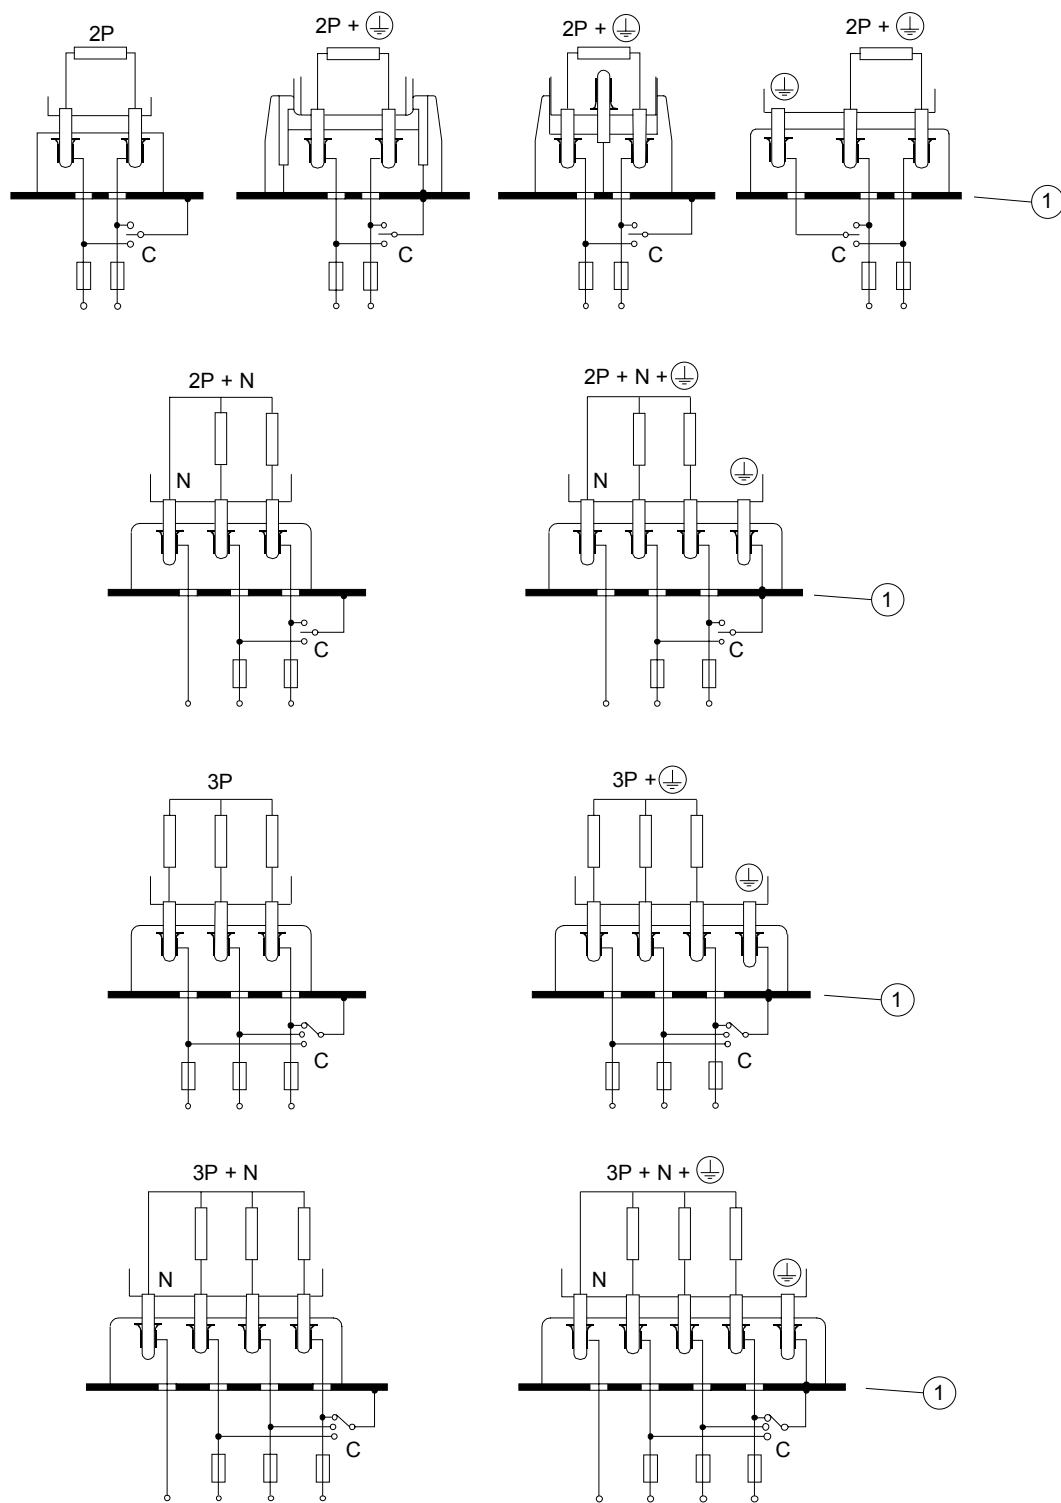 2P
2P + ⏚
2P + ⏚
2P + ⏚
C
C
C
C
1
2P + N
2P + N + ⏚
N
N
C
C
1
3P
3P + ⏚
C
C
1
3P + N
3P + N + ⏚
N
N
C
C
1